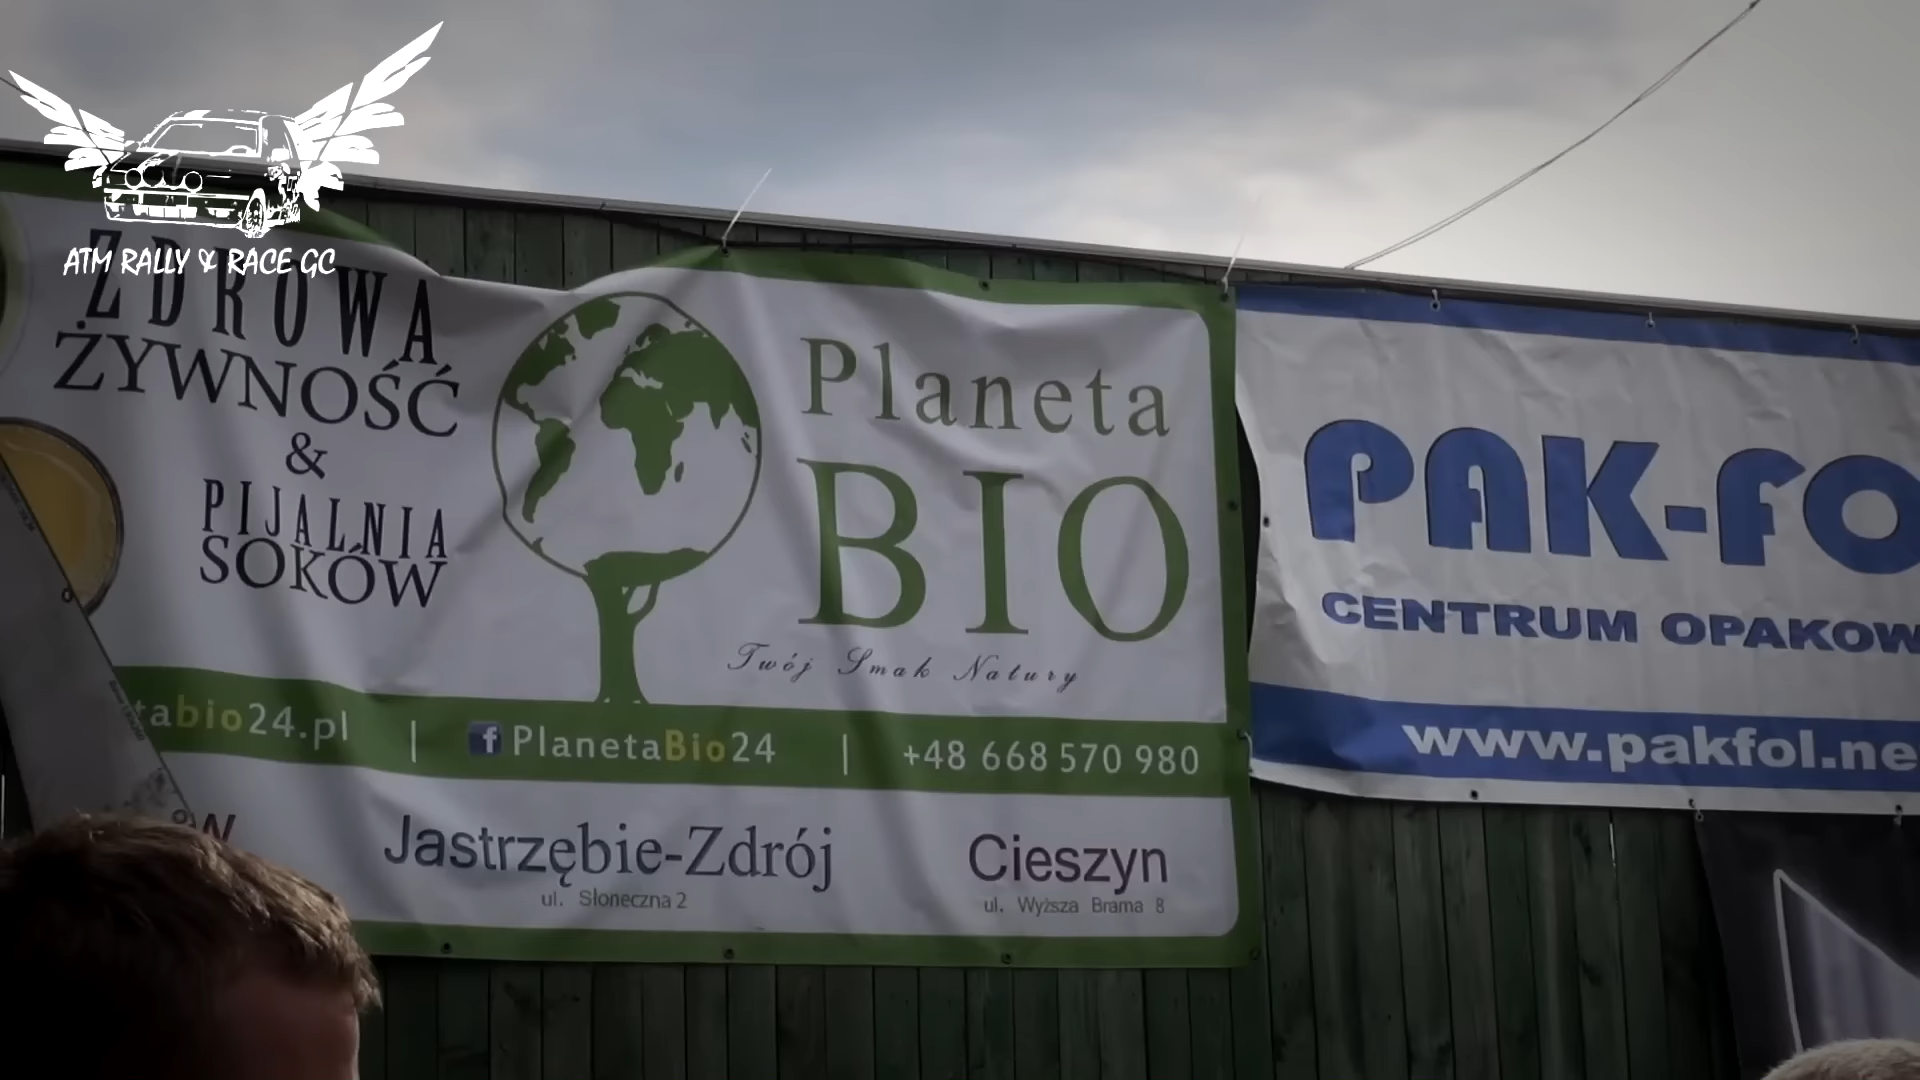 ATM RALLY & RACE GC
ZDROWA
ŻYWNOŚĆ
&
PIJALNIA
SOKÓW
Planeta
BIO
Twój Smak Natury
tabio24.pl | PlanetaBio24 | +48 668 570 980
Jastrzębie-Zdrój
ul. Słoneczna 2
Cieszyn
ul. Wyższa Brama 8
PAK-FO
CENTRUM OPAKOW
www.pakfol.ne